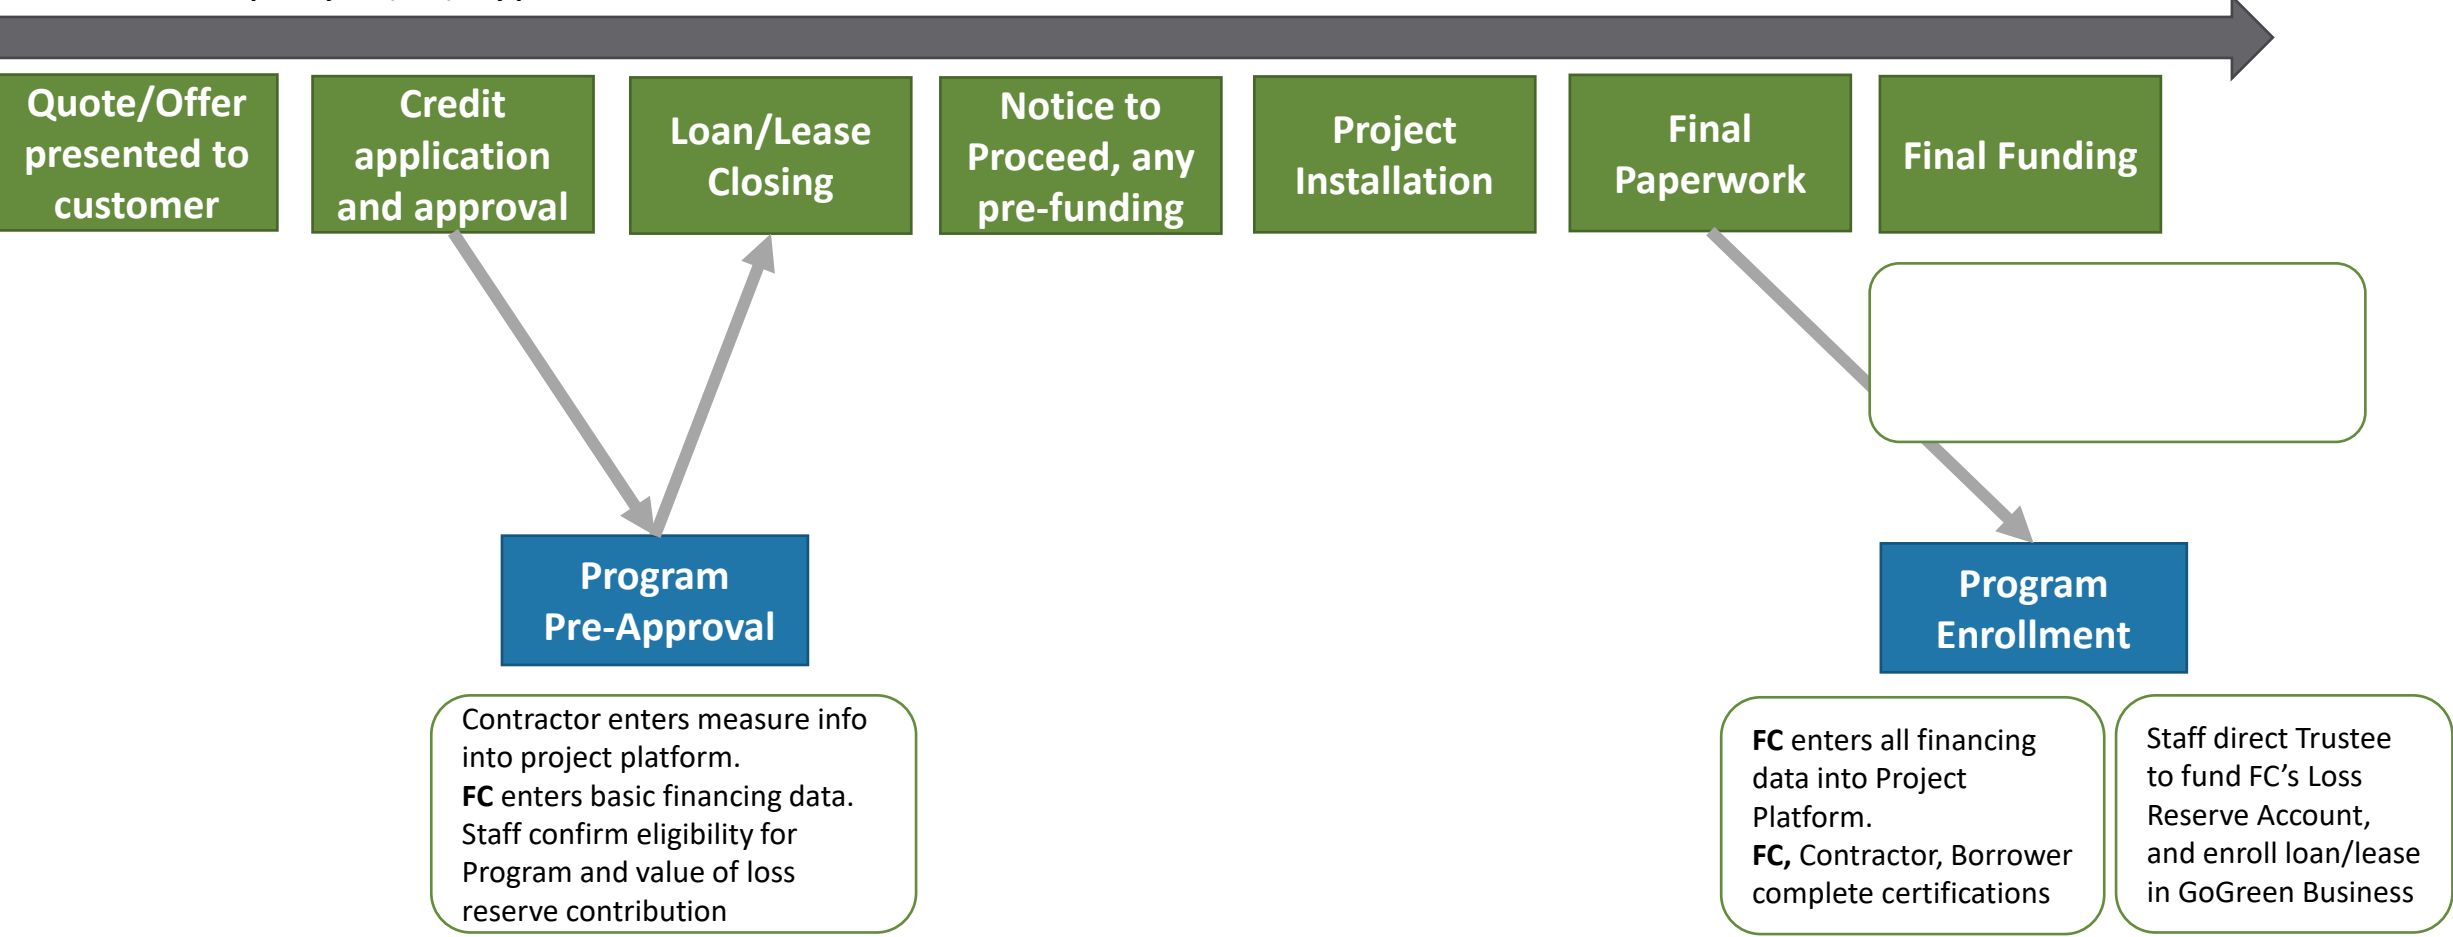 Quote/Offer
presented to
customer
Credit
application
and approval
Loan/Lease
Closing
Notice to
Proceed, any
pre-funding
Project
Installation
Final
Paperwork
Final Funding
Program
Pre-Approval
Contractor enters measure info
into project platform.
FC enters basic financing data.
Staff confirm eligibility for
Program and value of loss
reserve contribution
Program
Enrollment
FC enters all financing
data into Project
Platform.
FC, Contractor, Borrower
complete certifications
Staff direct Trustee
to fund FC’s Loss
Reserve Account,
and enroll loan/lease
in GoGreen Business